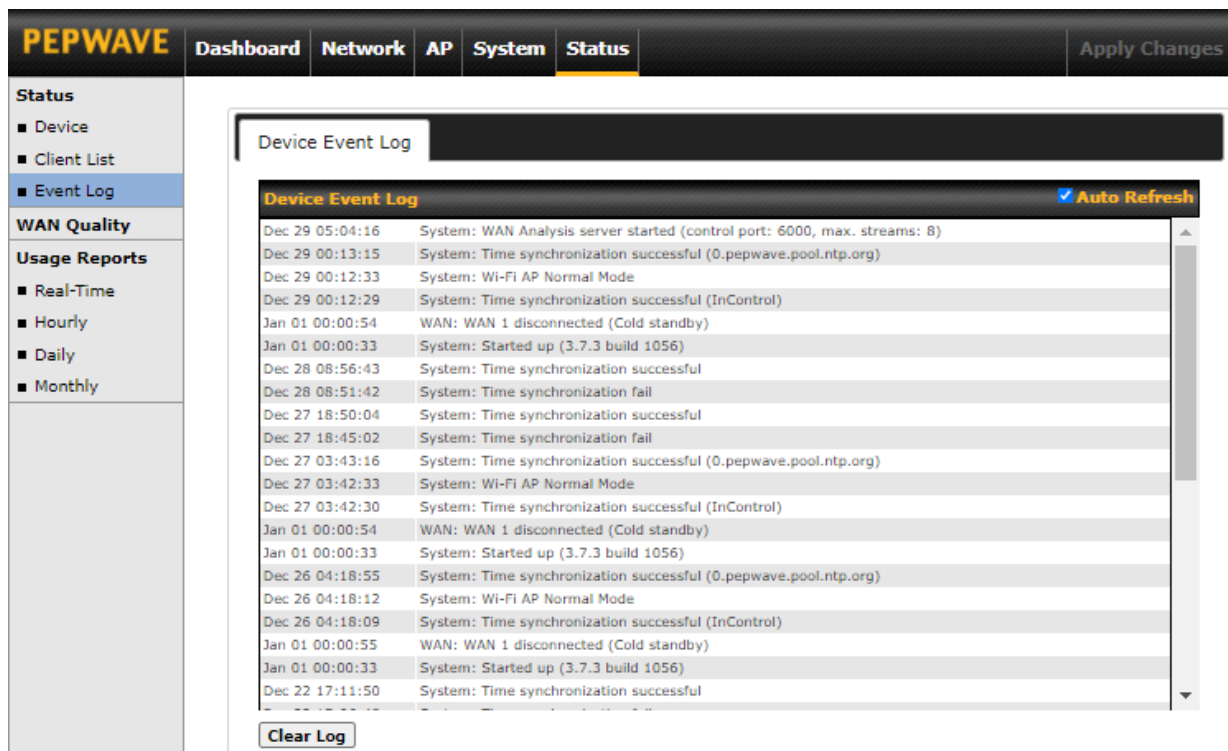 PEPWAVE
Dashboard Network AP System Status Apply Changes
Status
Device
Client List
Event Log
WAN Quality
Usage Reports
Real-Time
Hourly
Daily
Monthly
Device Event Log
Device Event Log Auto Refresh
Dec 29 05:04:16 System: WAN Analysis server started (control port: 6000, max. streams: 8)
Dec 29 00:13:15 System: Time synchronization successful (0.pepwave.pool.ntp.org)
Dec 29 00:12:33 System: Wi-Fi AP Normal Mode
Dec 29 00:12:29 System: Time synchronization successful (InControl)
Jan 01 00:00:54 WAN: WAN 1 disconnected (Cold standby)
Jan 01 00:00:33 System: Started up (3.7.3 build 1056)
Dec 28 08:56:43 System: Time synchronization successful
Dec 28 08:51:42 System: Time synchronization fail
Dec 27 18:50:04 System: Time synchronization successful
Dec 27 18:45:02 System: Time synchronization fail
Dec 27 03:43:16 System: Time synchronization successful (0.pepwave.pool.ntp.org)
Dec 27 03:42:33 System: Wi-Fi AP Normal Mode
Dec 27 03:42:30 System: Time synchronization successful (InControl)
Jan 01 00:00:54 WAN: WAN 1 disconnected (Cold standby)
Jan 01 00:00:33 System: Started up (3.7.3 build 1056)
Dec 26 04:18:55 System: Time synchronization successful (0.pepwave.pool.ntp.org)
Dec 26 04:18:12 System: Wi-Fi AP Normal Mode
Dec 26 04:18:09 System: Time synchronization successful (InControl)
Jan 01 00:00:55 WAN: WAN 1 disconnected (Cold standby)
Jan 01 00:00:33 System: Started up (3.7.3 build 1056)
Dec 22 17:11:50 System: Time synchronization successful
Clear Log